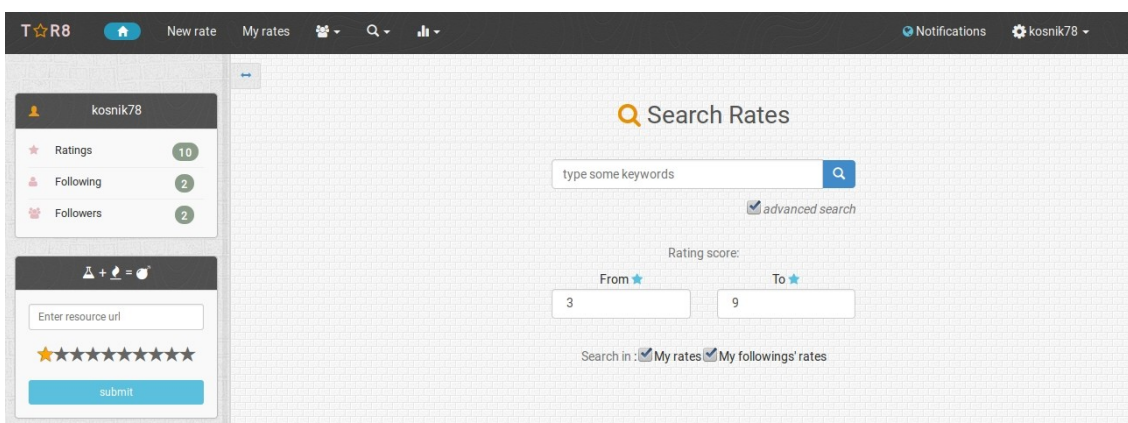 T☆R8 New rate My rates Notifications kosnik78
kosnik78
Ratings 10
Following 2
Followers 2
+ =
Enter resource url
submit
Search Rates
type some keywords
advanced search
Rating score:
From To
3 9
Search in : My rates My followings' rates